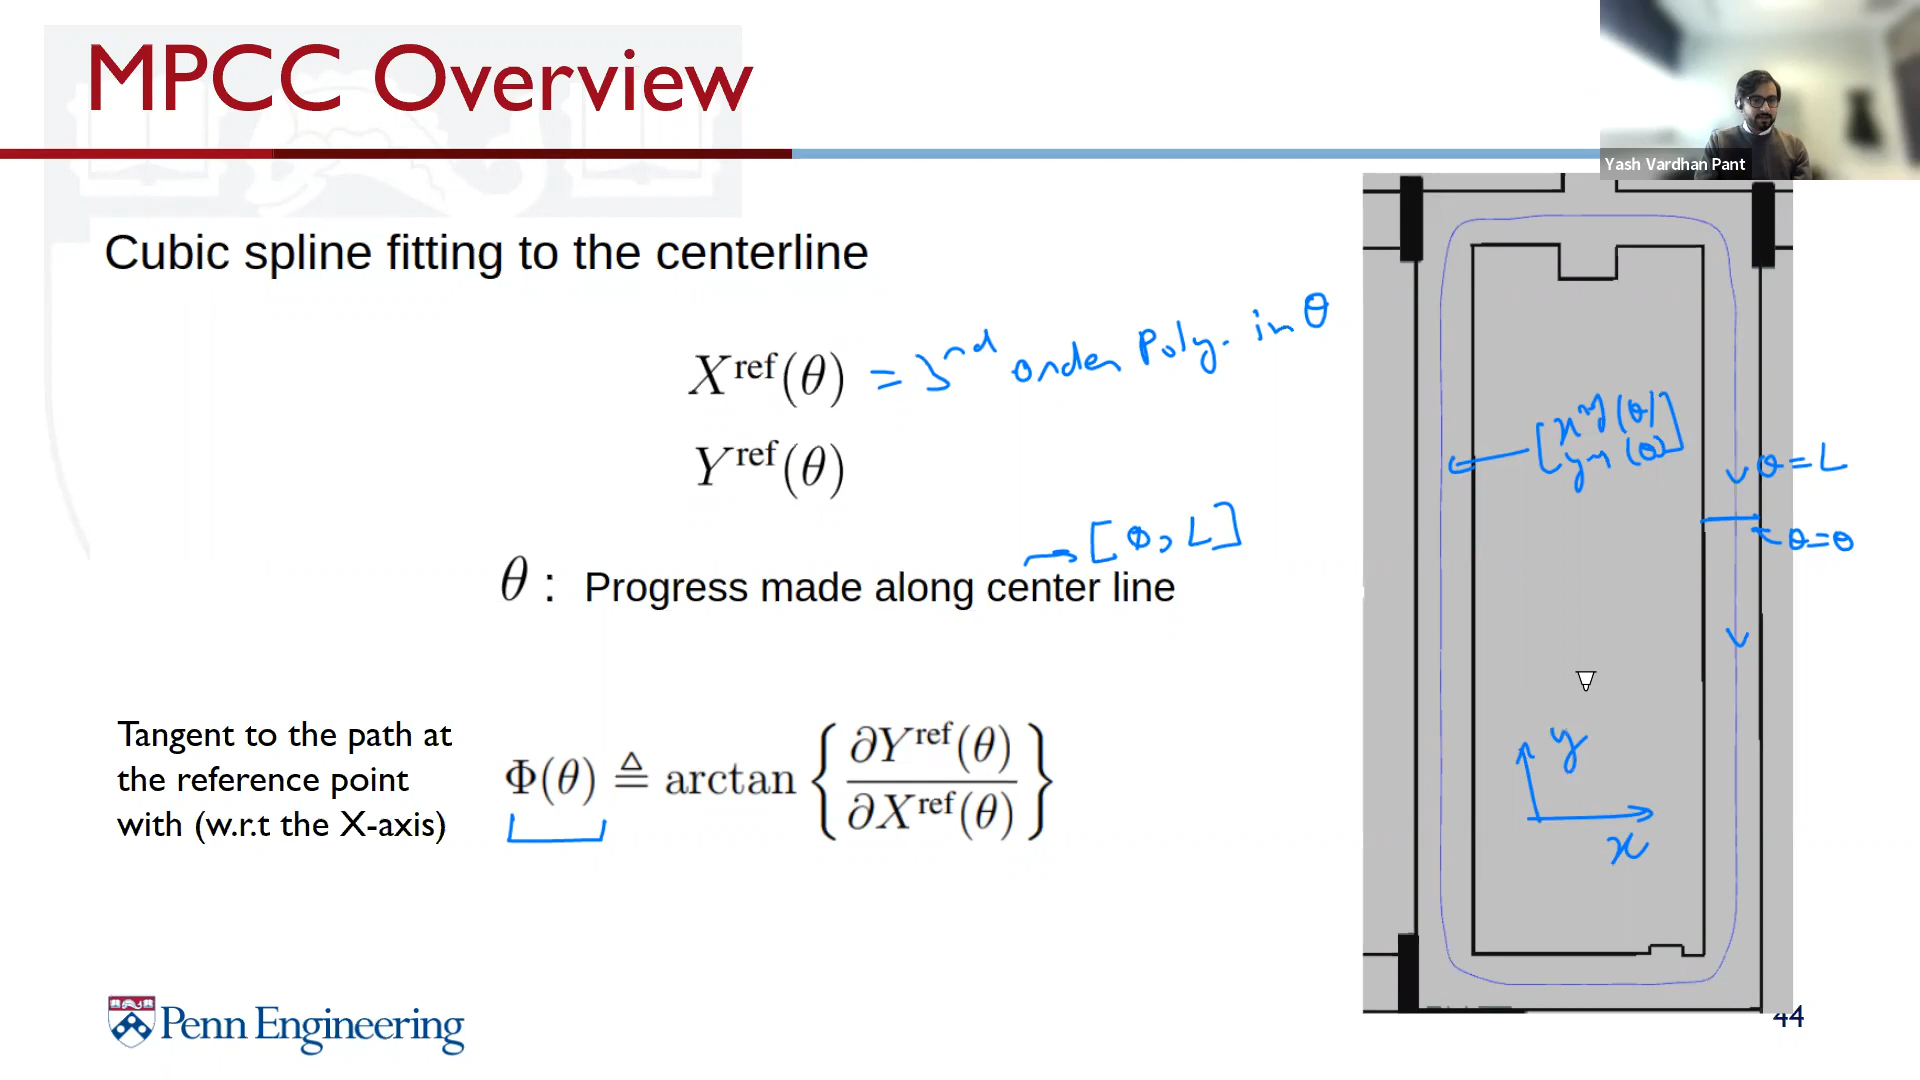 MPCC Overview
Yash Vardhan Pant
Cubic spline fitting to the centerline
X^ref(θ) = 3^rd order Poly. in θ
Y^ref(θ)
→ [0, L]
θ : Progress made along center line
Tangent to the path at
the reference point
with (w.r.t the X-axis)
Φ(θ) ≜ arctan { ∂Y^ref(θ) / ∂X^ref(θ) }
θ = L
θ = 0
y
x
Penn Engineering
44